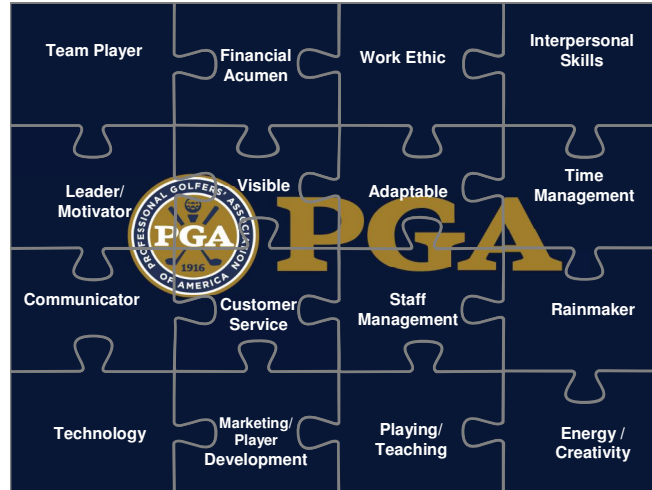 Team Player
Financial
Acumen
Work Ethic
Interpersonal
Skills
Leader/
Motivator
Visible
Adaptable
Time
Management
PROFESSIONAL GOLFERS' ASSOCIATION
OF AMERICA
PGA
1916
PGA
Communicator
Customer
Service
Staff
Management
Rainmaker
Technology
Marketing/
Player
Development
Playing/
Teaching
Energy /
Creativity